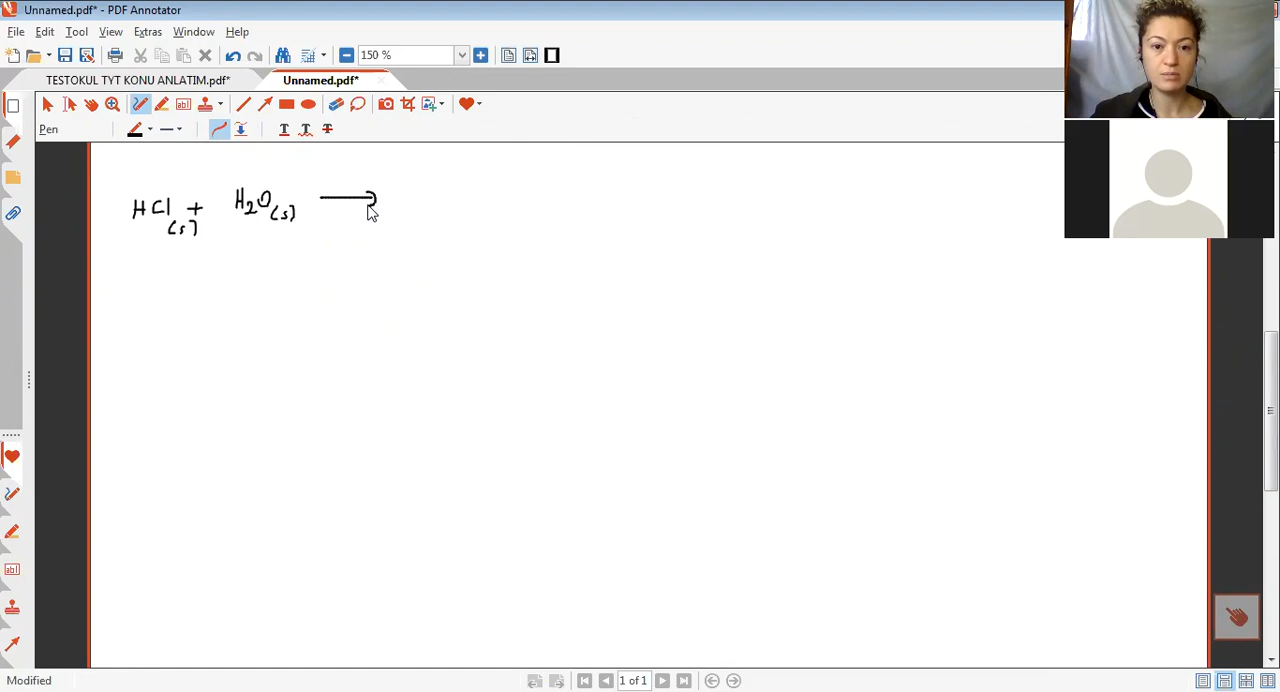 Unnamed.pdf* - PDF Annotator
File Edit Tool View Extras Window Help
150 %
TESTOKUL TYT KONU ANLATIM.pdf* Unnamed.pdf*
Pen
HCl(s) + H₂O(s)
Modified
1 of 1